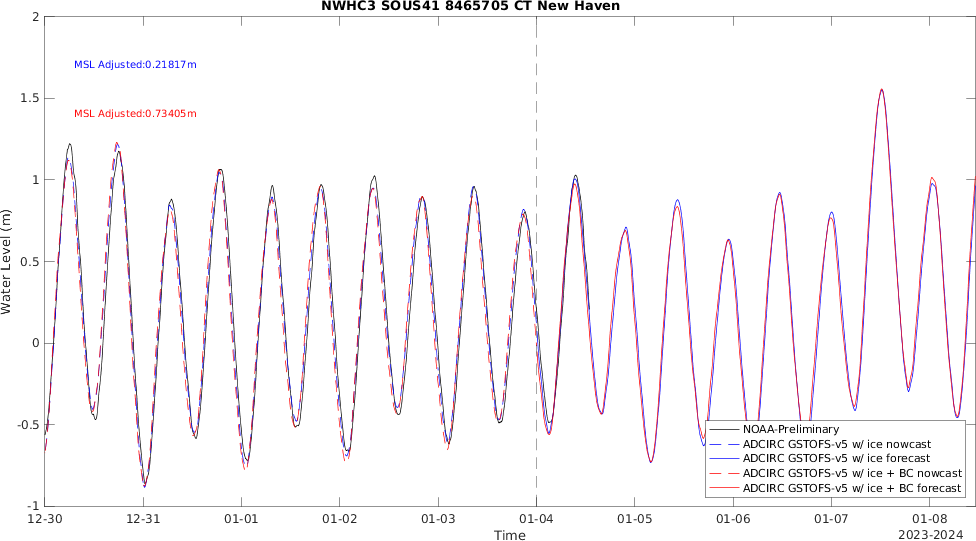 NWHC3 SOUS41 8465705 CT New Haven
2
1.5
1
0.5
0
-0.5
-1
Water Level (m)
MSL Adjusted:0.21817m
MSL Adjusted:0.73405m
NOAA-Preliminary
ADCIRC GSTOFS-v5 w/ ice nowcast
ADCIRC GSTOFS-v5 w/ ice forecast
ADCIRC GSTOFS-v5 w/ ice + BC nowcast
ADCIRC GSTOFS-v5 w/ ice + BC forecast
12-30 12-31 01-01 01-02 01-03 01-04 01-05 01-06 01-07 01-08
Time
2023-2024